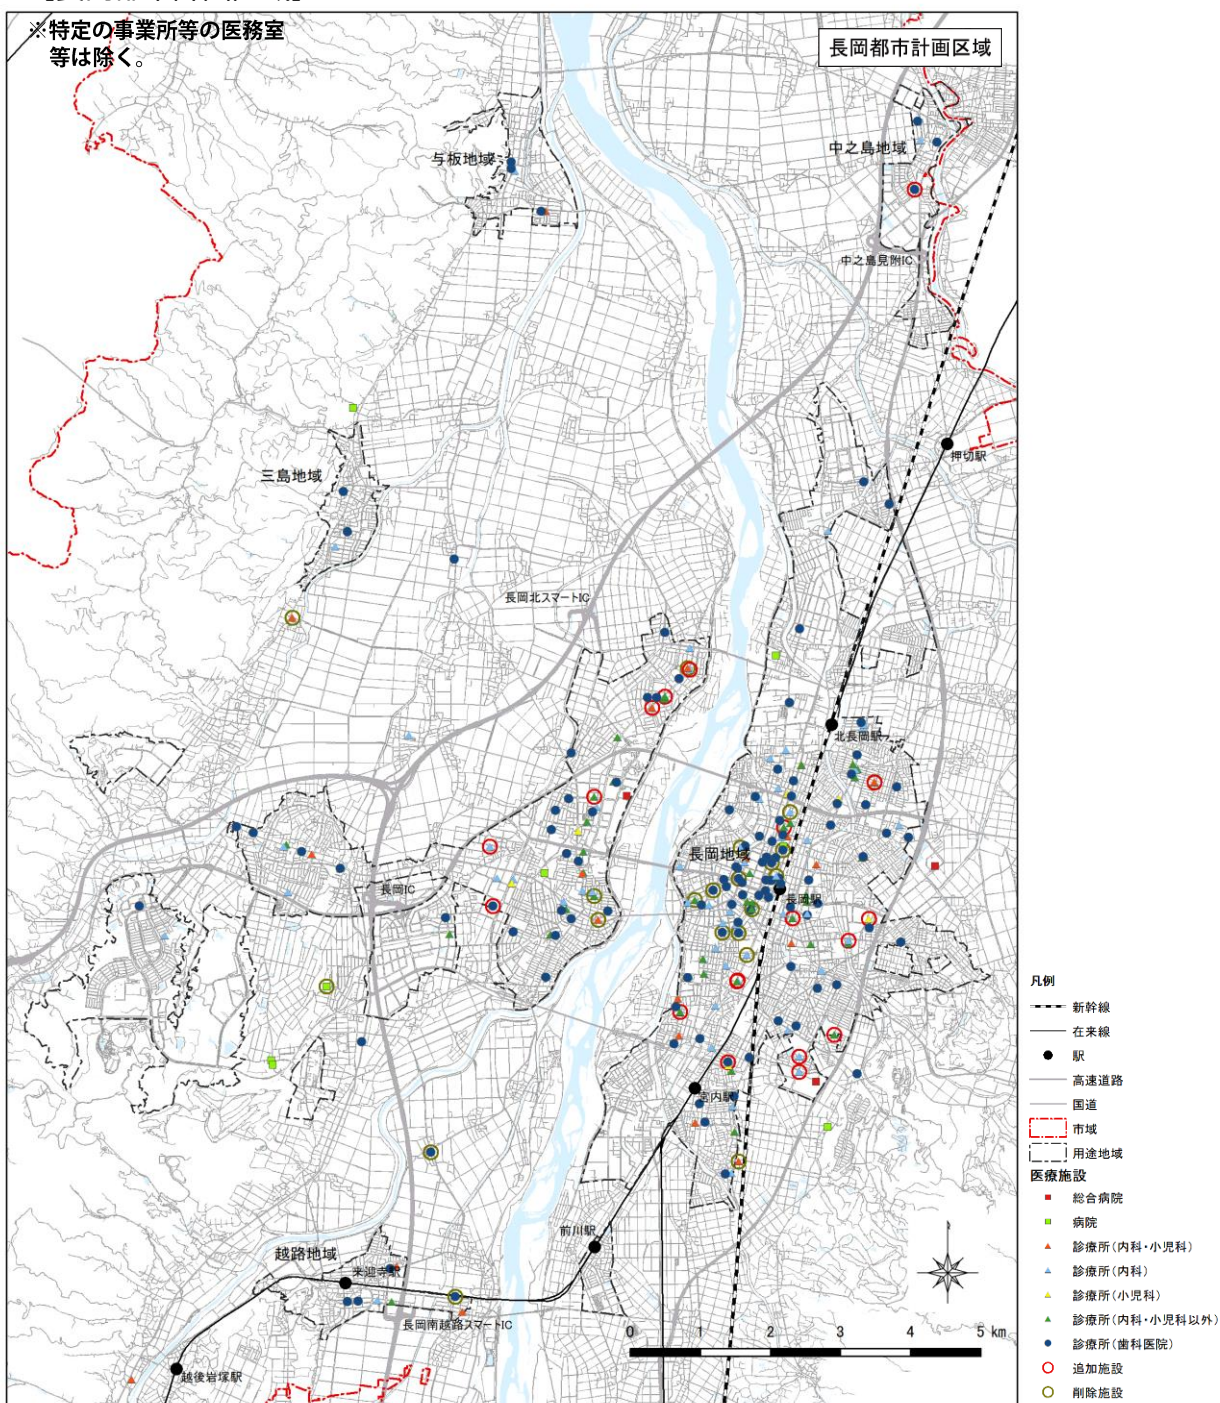 ※特定の事業所等の医務室
等は除く。
長岡都市計画区域
与板地域
中之島地域
中之島見附IC
押切駅
三島地域
長岡北スマートIC
北長岡駅
長岡地域
長岡駅
長岡IC
宮内駅
前川駅
越路地域
来迎寺駅
長岡南越路スマートIC
越後岩塚駅
0 1 2 3 4 5 km
凡例
新幹線
在来線
駅
高速道路
国道
市域
用途地域
医療施設
総合病院
病院
診療所(内科・小児科)
診療所(内科)
診療所(小児科)
診療所(内科・小児科以外)
診療所(歯科医院)
追加施設
削除施設